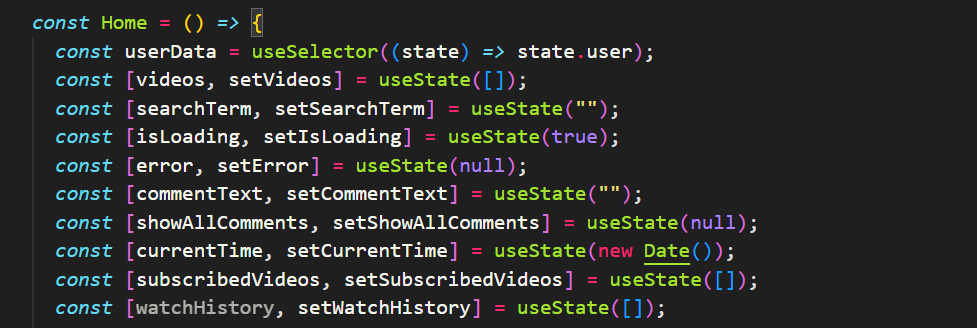 const Home = () => {
const userData = useSelector((state) => state.user);
const [videos, setVideos] = useState([]);
const [searchTerm, setSearchTerm] = useState("");
const [isLoading, setIsLoading] = useState(true);
const [error, setError] = useState(null);
const [commentText, setCommentText] = useState("");
const [showAllComments, setShowAllComments] = useState(null);
const [currentTime, setCurrentTime] = useState(new Date());
const [subscribedVideos, setSubscribedVideos] = useState([]);
const [watchHistory, setWatchHistory] = useState([]);